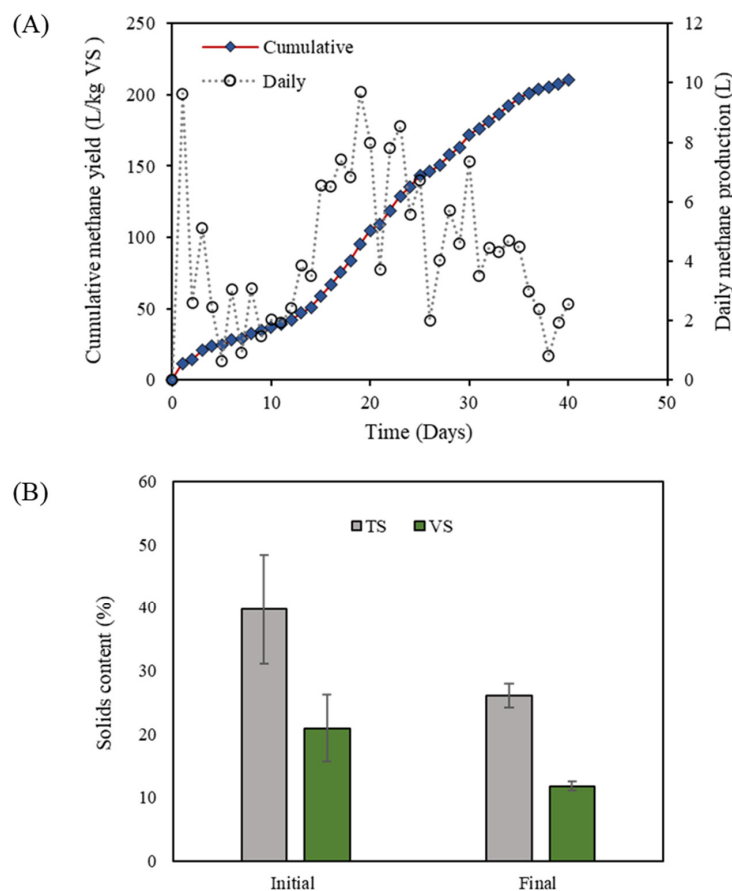 (A)
250
200
150
100
50
0
Cumulative methane yield (L/kg VS )
Cumulative
Daily
12
10
8
6
4
2
0
Daily methane production (L)
0 10 20 30 40 50
Time (Days)
(B)
60
50
40
30
20
10
0
Solids content (%)
TS VS
Initial Final